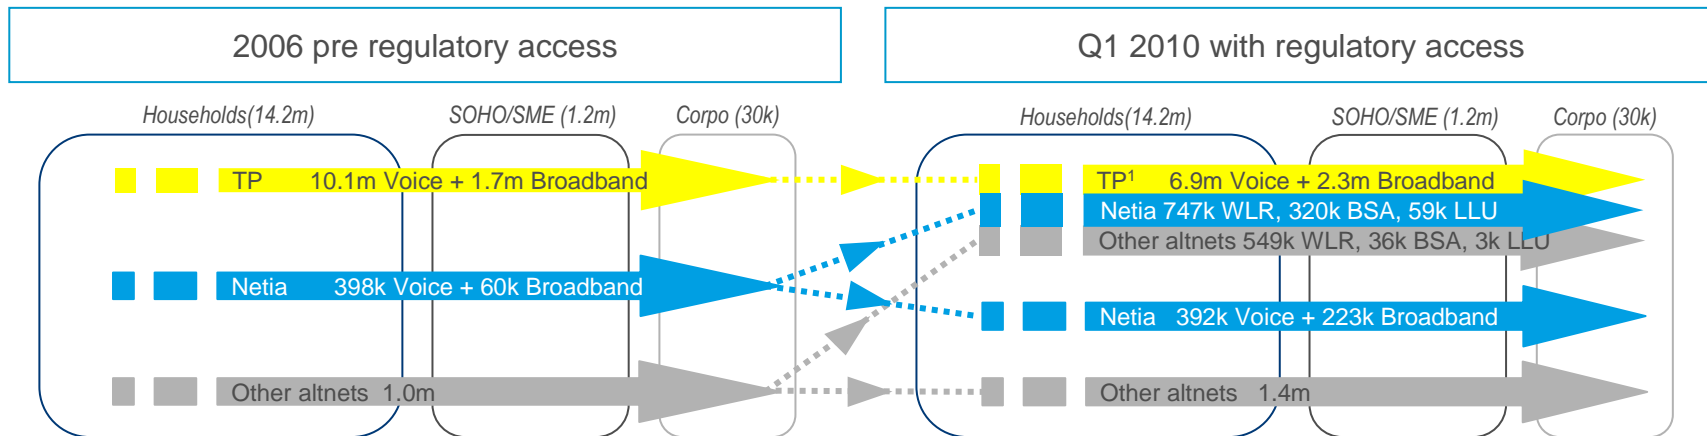 2006 pre regulatory access
Q1 2010 with regulatory access
Households(14.2m)
SOHO/SME (1.2m)
Corpo (30k)
Households(14.2m)
SOHO/SME (1.2m)
Corpo (30k)
TP 10.1m Voice + 1.7m Broadband
TP¹ 6.9m Voice + 2.3m Broadband
Netia 747k WLR, 320k BSA, 59k LLU
Other altnets 549k WLR, 36k BSA, 3k LLU
Netia 398k Voice + 60k Broadband
Netia 392k Voice + 223k Broadband
Other altnets 1.0m
Other altnets 1.4m